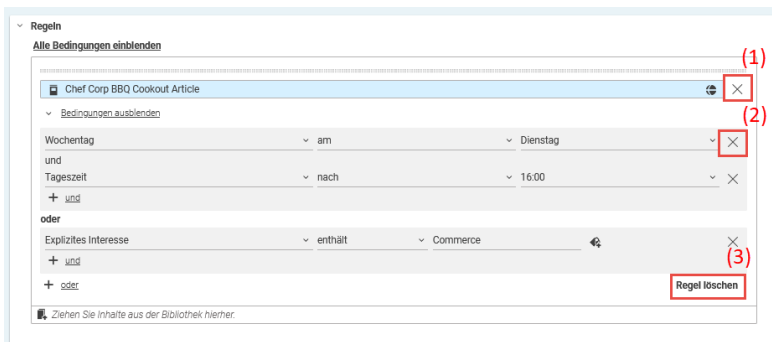 Regeln
Alle Bedingungen einblenden
(1)
Chef Corp BBQ Cookout Article
(2)
Bedingungen ausblenden
Wochentag am Dienstag
und
Tageszeit nach 16:00
+ und
oder
Explizites Interesse enthält Commerce
(3)
+ und
+ oder Regel löschen
Ziehen Sie Inhalte aus der Bibliothek hierher.